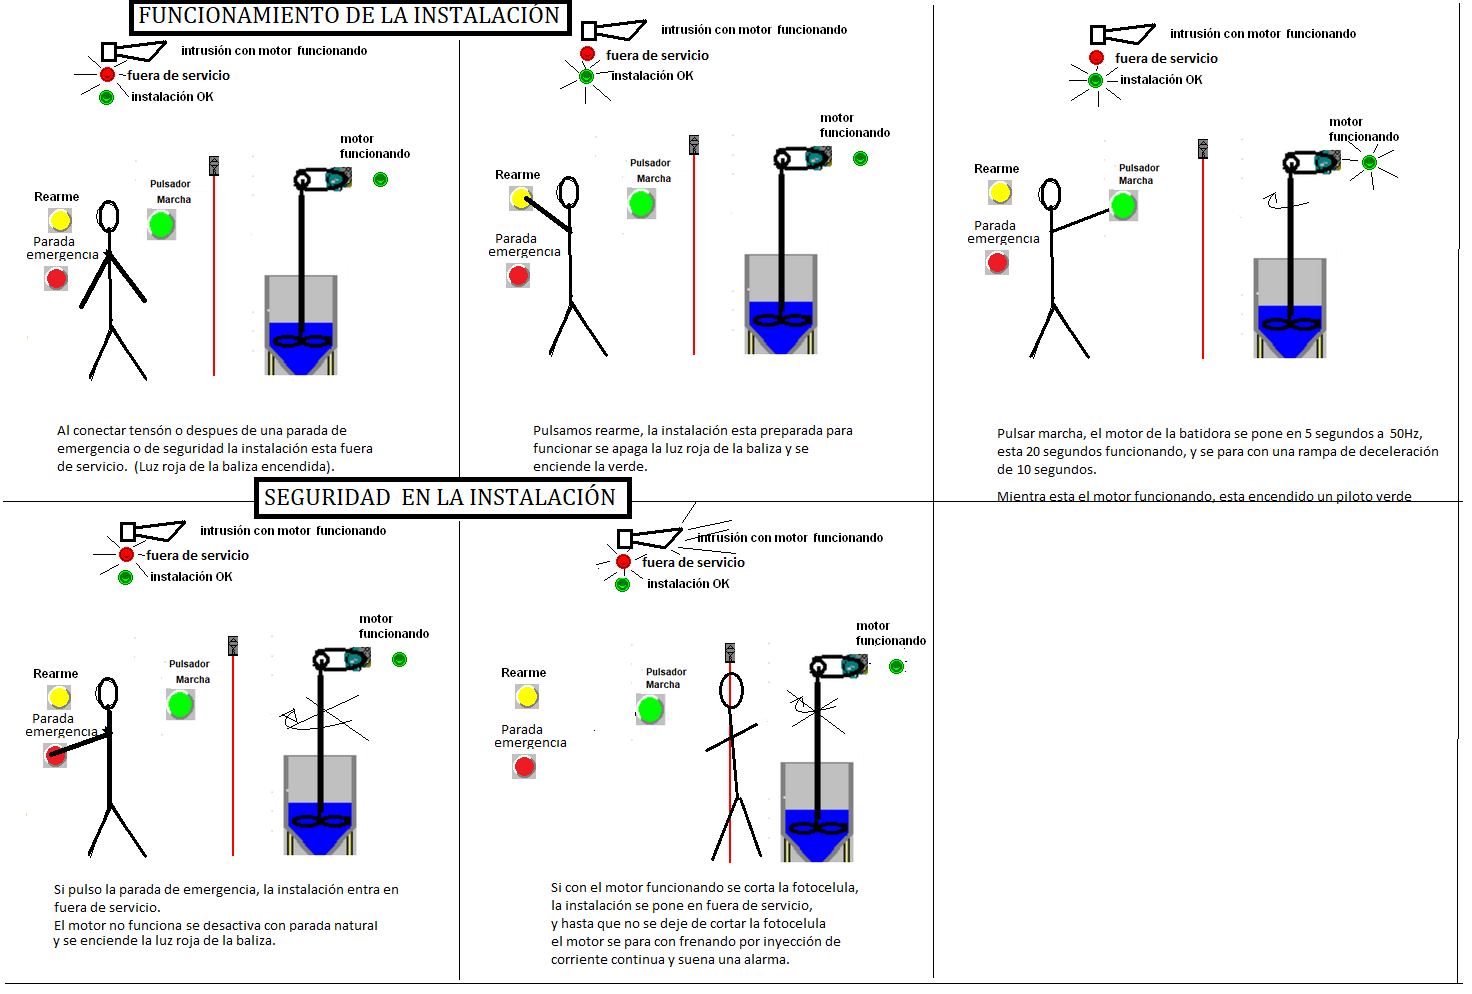 FUNCIONAMIENTO DE LA INSTALACIÓN
intrusión con motor funcionando
fuera de servicio
instalación OK
motor
funcionando
Pulsador
Marcha
Rearme
Parada
emergencia
Al conectar tensón o despues de una parada de
emergencia o de seguridad la instalación esta fuera
de servicio. (Luz roja de la baliza encendida).
intrusión con motor funcionando
fuera de servicio
instalación OK
motor
funcionando
Pulsador
Marcha
Rearme
Parada
emergencia
Pulsamos rearme, la instalación esta preparada para
funcionar se apaga la luz roja de la baliza y se
enciende la verde.
intrusión con motor funcionando
fuera de servicio
instalación OK
motor
funcionando
Pulsador
Marcha
Rearme
Parada
emergencia
Pulsar marcha, el motor de la batidora se pone en 5 segundos a 50Hz,
esta 20 segundos funcionando, y se para con una rampa de deceleración
de 10 segundos.
Mientra esta el motor funcionando, esta encendido un piloto verde
SEGURIDAD EN LA INSTALACIÓN
intrusión con motor funcionando
fuera de servicio
instalación OK
motor
funcionando
Pulsador
Marcha
Rearme
Parada
emergencia
Si pulso la parada de emergencia, la instalación entra en
fuera de servicio.
El motor no funciona se desactiva con parada natural
y se enciende la luz roja de la baliza.
intrusión con motor funcionando
fuera de servicio
instalación OK
motor
funcionando
Pulsador
Marcha
Rearme
Parada
emergencia
Si con el motor funcionando se corta la fotocelula,
la instalación se pone en fuera de servicio,
y hasta que no se deje de cortar la fotocelula
el motor se para con frenando por inyección de
corriente continua y suena una alarma.